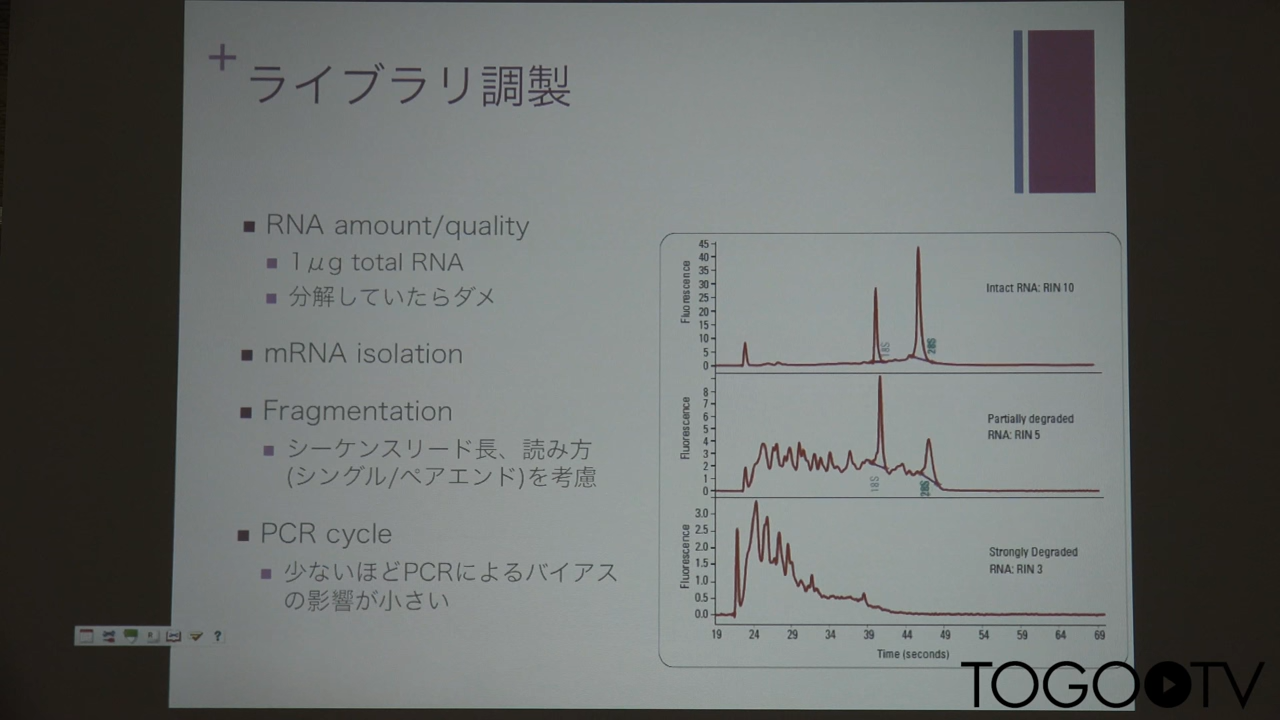 +
ライブラリ調製
■ RNA amount/quality
■ 1μg total RNA
■ 分解していたらダメ
■ mRNA isolation
■ Fragmentation
■ シーケンスリード長、読み方
(シングル/ペアエンド)を考慮
■ PCR cycle
■ 少ないほどPCRによるバイアス
の影響が小さい
Fluorescence
45
40
35
30
25
20
15
10
5
0
18S
28S
Intact RNA: RIN 10
Fluorescence
8
7
6
5
4
3
2
1
0
18S
28S
Partially degraded
RNA: RIN 5
Fluorescence
3.0
2.5
2.0
1.5
1.0
0.5
0.0
Strongly Degraded
RNA: RIN 3
19 24 29 34 39 44 49 54 59 64 69
Time (seconds)
?
TOGO TV